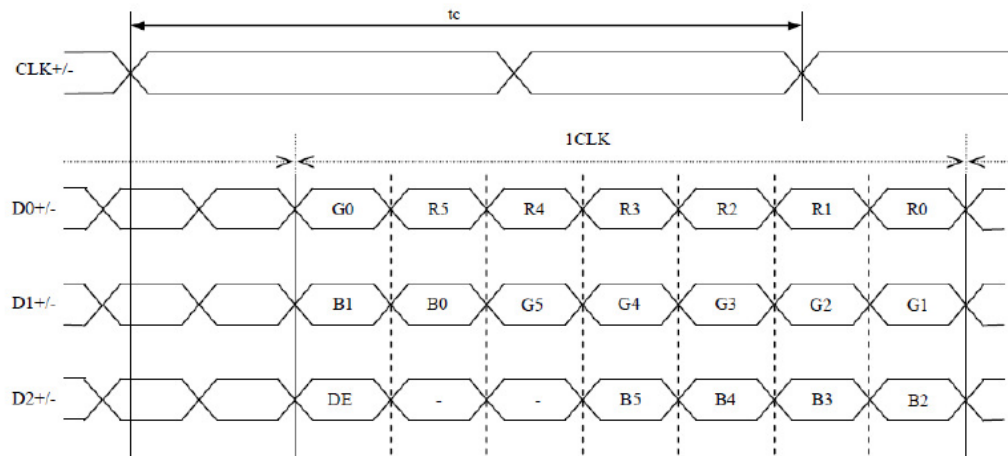 tc
CLK+/-
1CLK
D0+/- G0 R5 R4 R3 R2 R1 R0
D1+/- B1 B0 G5 G4 G3 G2 G1
D2+/- DE - - B5 B4 B3 B2